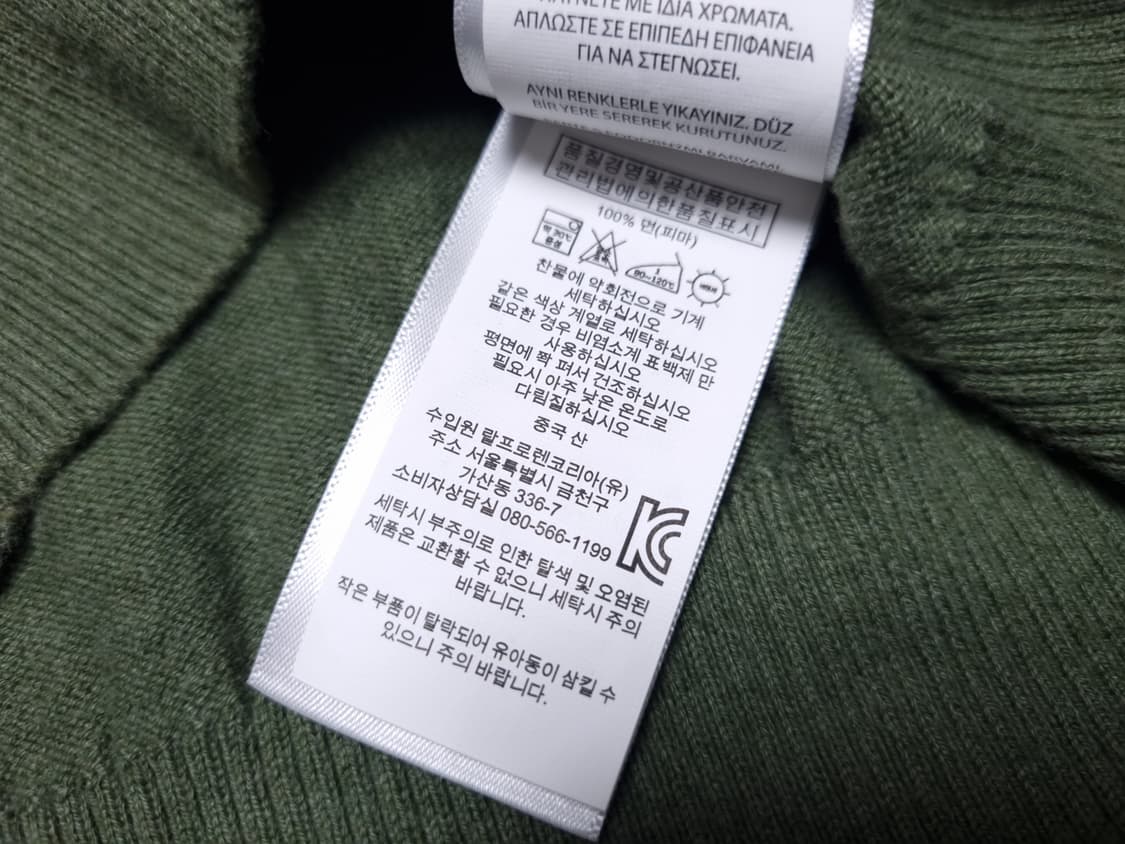 ΜΕ ΙΔΙΑ ΧΡΩΜΑΤΑ.
ΑΠΛΩΣΤΕ ΣΕ ΕΠΙΠΕΔΗ ΕΠΙΦΑΝΕΙΑ
ΓΙΑ ΝΑ ΣΤΕΓΝΩΣΕΙ.
AYNI RENKLERLE YIKAYINIZ. DÜZ
BIR YERE SEREREK KURUTUNUZ.
품질경영및공산품안전
관리법에의한품질표시
100% 면(피마)
약 30℃
중성
80~120℃
찬물에 약회전으로 기계
세탁하십시오
같은 색상 계열로 세탁하십시오
필요한 경우 비염소계 표백제 만
사용하십시오
평면에 쫙 펴서 건조하십시오
필요시 아주 낮은 온도로
다림질하십시오
중국 산
수입원 랄프로렌코리아(유)
주소 서울특별시 금천구
가산동 336-7
소비자상담실 080-566-1199
KC
세탁시 부주의로 인한 탈색 및 오염된
제품은 교환할 수 없으니 세탁시 주의
바랍니다.
작은 부품이 탈락되어 유아동이 삼킬 수
있으니 주의 바랍니다.